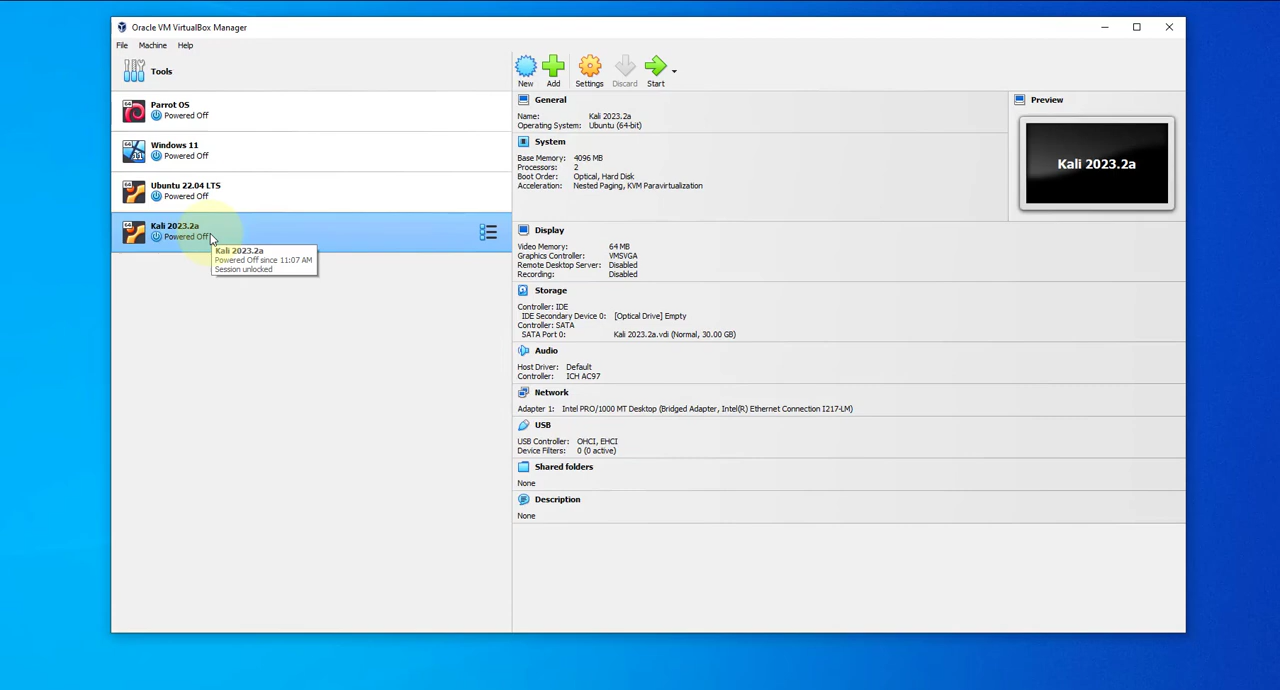 Oracle VM VirtualBox Manager
File Machine Help
Tools
New Add Settings Discard Start
64 Parrot OS
Powered Off
64 Windows 11
11 Powered Off
64 Ubuntu 22.04 LTS
Powered Off
64 Kali 2023.2a
Powered Off
Kali 2023.2a
Powered Off since 11:07 AM
Session unlocked
General
Name: Kali 2023.2a
Operating System: Ubuntu (64-bit)
System
Base Memory: 4096 MB
Processors: 2
Boot Order: Optical, Hard Disk
Acceleration: Nested Paging, KVM Paravirtualization
Preview
Kali 2023.2a
Display
Video Memory: 64 MB
Graphics Controller: VMSVGA
Remote Desktop Server: Disabled
Recording: Disabled
Storage
Controller: IDE
IDE Secondary Device 0: [Optical Drive] Empty
Controller: SATA
SATA Port 0: Kali 2023.2a.vdi (Normal, 30.00 GB)
Audio
Host Driver: Default
Controller: ICH AC97
Network
Adapter 1: Intel PRO/1000 MT Desktop (Bridged Adapter, Intel(R) Ethernet Connection I217-LM)
USB
USB Controller: OHCI, EHCI
Device Filters: 0 (0 active)
Shared folders
None
Description
None